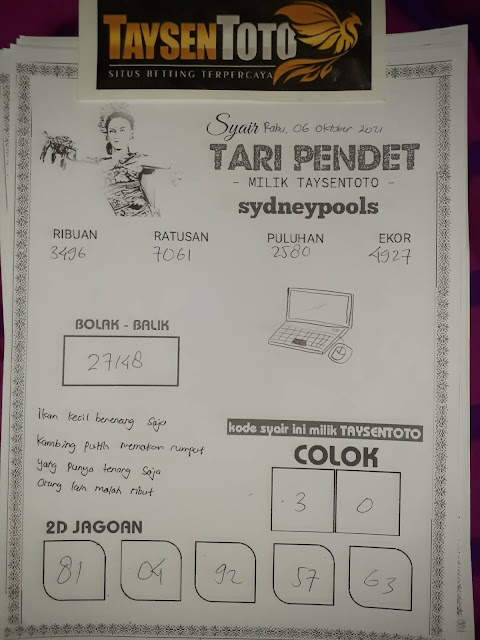 TAYSENTOTO
SITUS BETTING TERPERCAYA
Syair Rabu, 06 Oktober 2021
TARI PENDET
- MILIK TAYSENTOTO -
sydneypools
RIBUAN RATUSAN PULUHAN EKOR
3496 7061 2580 4927
BOLAK - BALIK
27148
Ikan kecil berenang saja
Kambing putih memakan rumput
yang punya tenang saja
Orang lain malah ribut
kode syair ini milik TAYSENTOTO
COLOK
3 0
2D JAGOAN
81 04 92 57 63